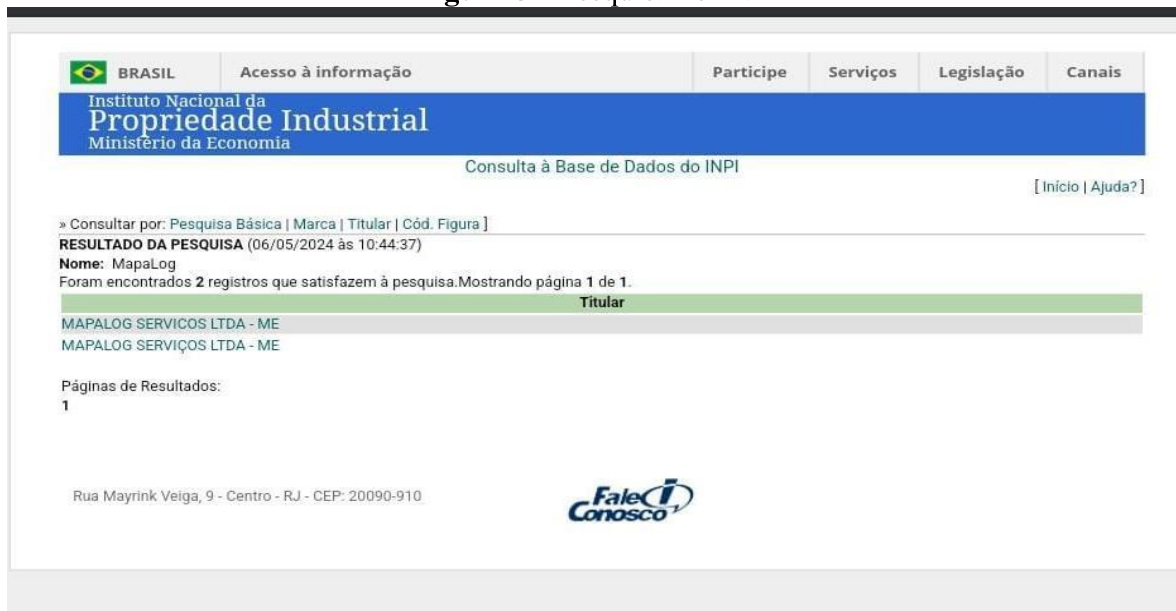 BRASIL Acesso à informação Participe Serviços Legislação Canais
Instituto Nacional da
Propriedade Industrial
Ministério da Economia
Consulta à Base de Dados do INPI
[ Início | Ajuda? ]
» Consultar por: Pesquisa Básica | Marca | Titular | Cód. Figura ]
RESULTADO DA PESQUISA (06/05/2024 às 10:44:37)
Nome: MapaLog
Foram encontrados 2 registros que satisfazem à pesquisa.Mostrando página 1 de 1.
Titular
MAPALOG SERVICOS LTDA - ME
MAPALOG SERVIÇOS LTDA - ME
Páginas de Resultados:
1
Rua Mayrink Veiga, 9 - Centro - RJ - CEP: 20090-910
Fale
Conosco